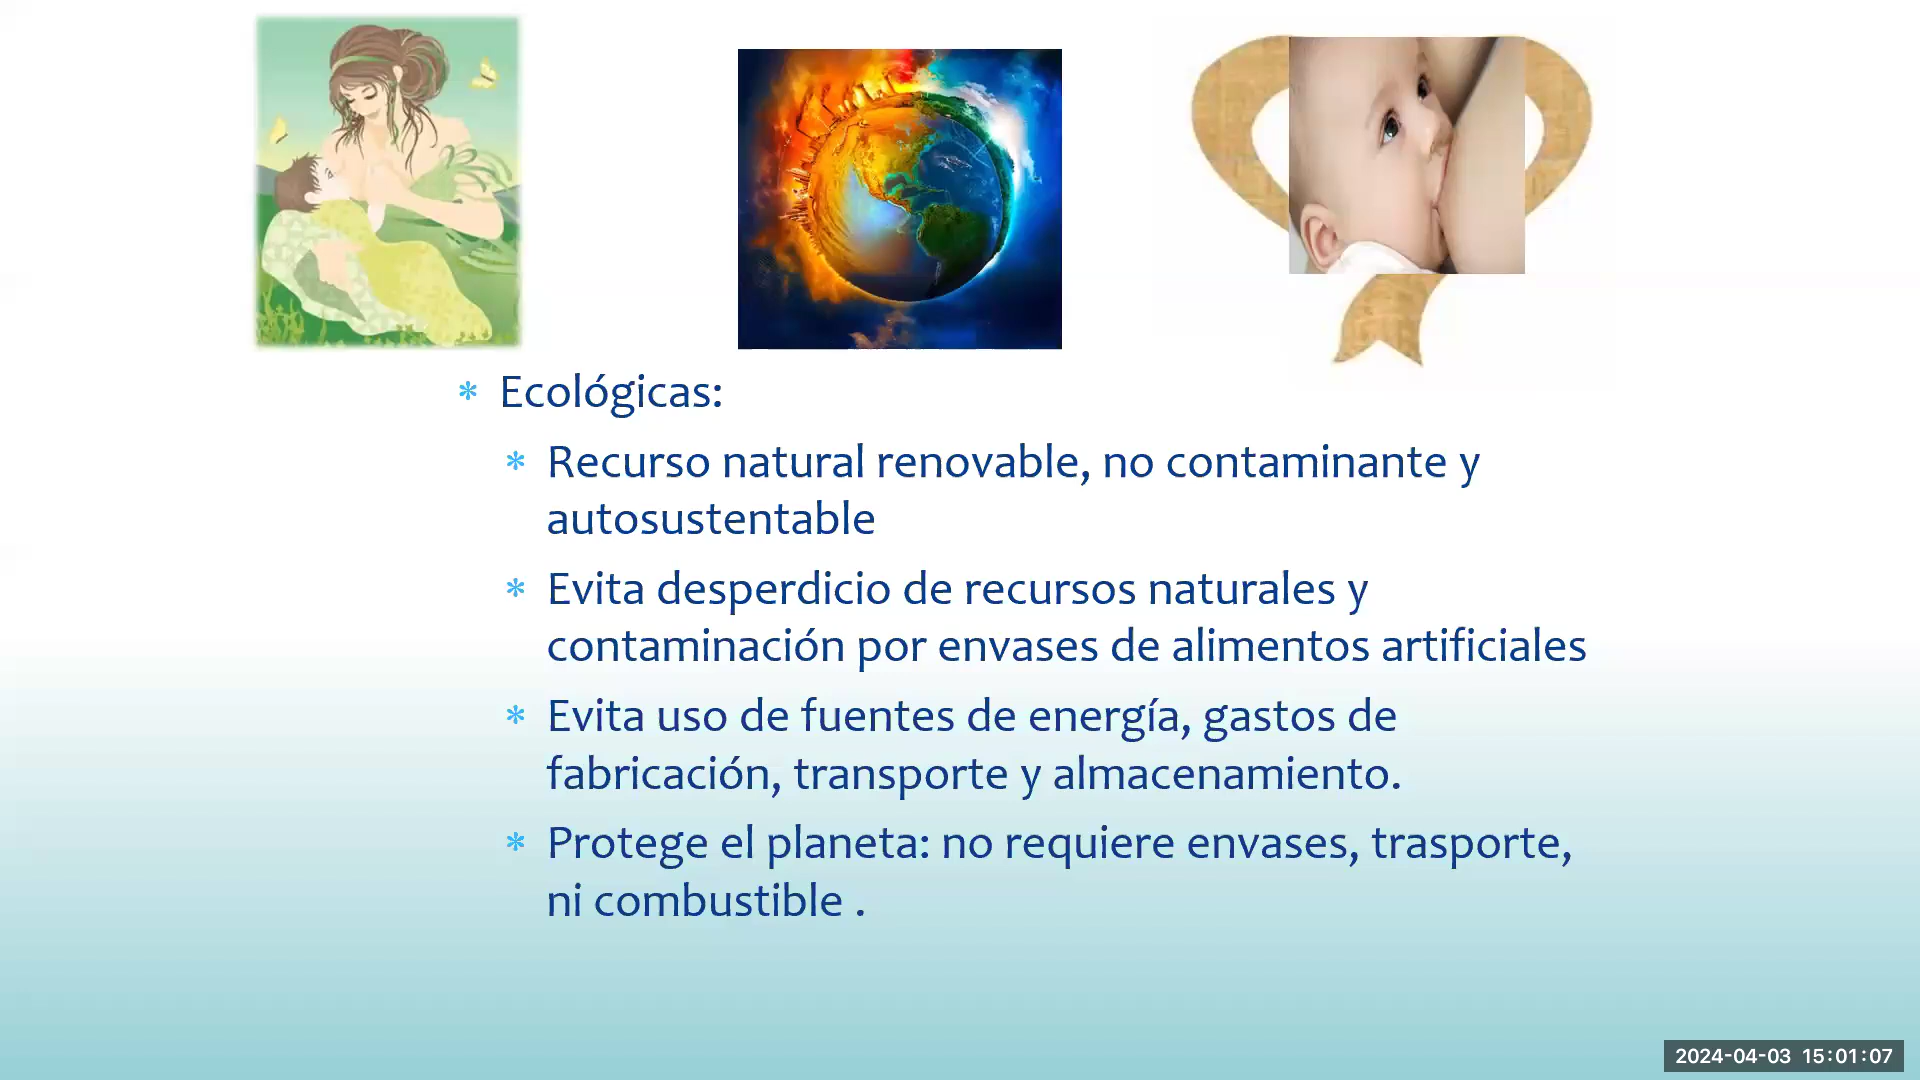 * Ecológicas:
* Recurso natural renovable, no contaminante y
autosustentable
* Evita desperdicio de recursos naturales y
contaminación por envases de alimentos artificiales
* Evita uso de fuentes de energía, gastos de
fabricación, transporte y almacenamiento.
* Protege el planeta: no requiere envases, trasporte,
ni combustible .
2024-04-03 15:01:07